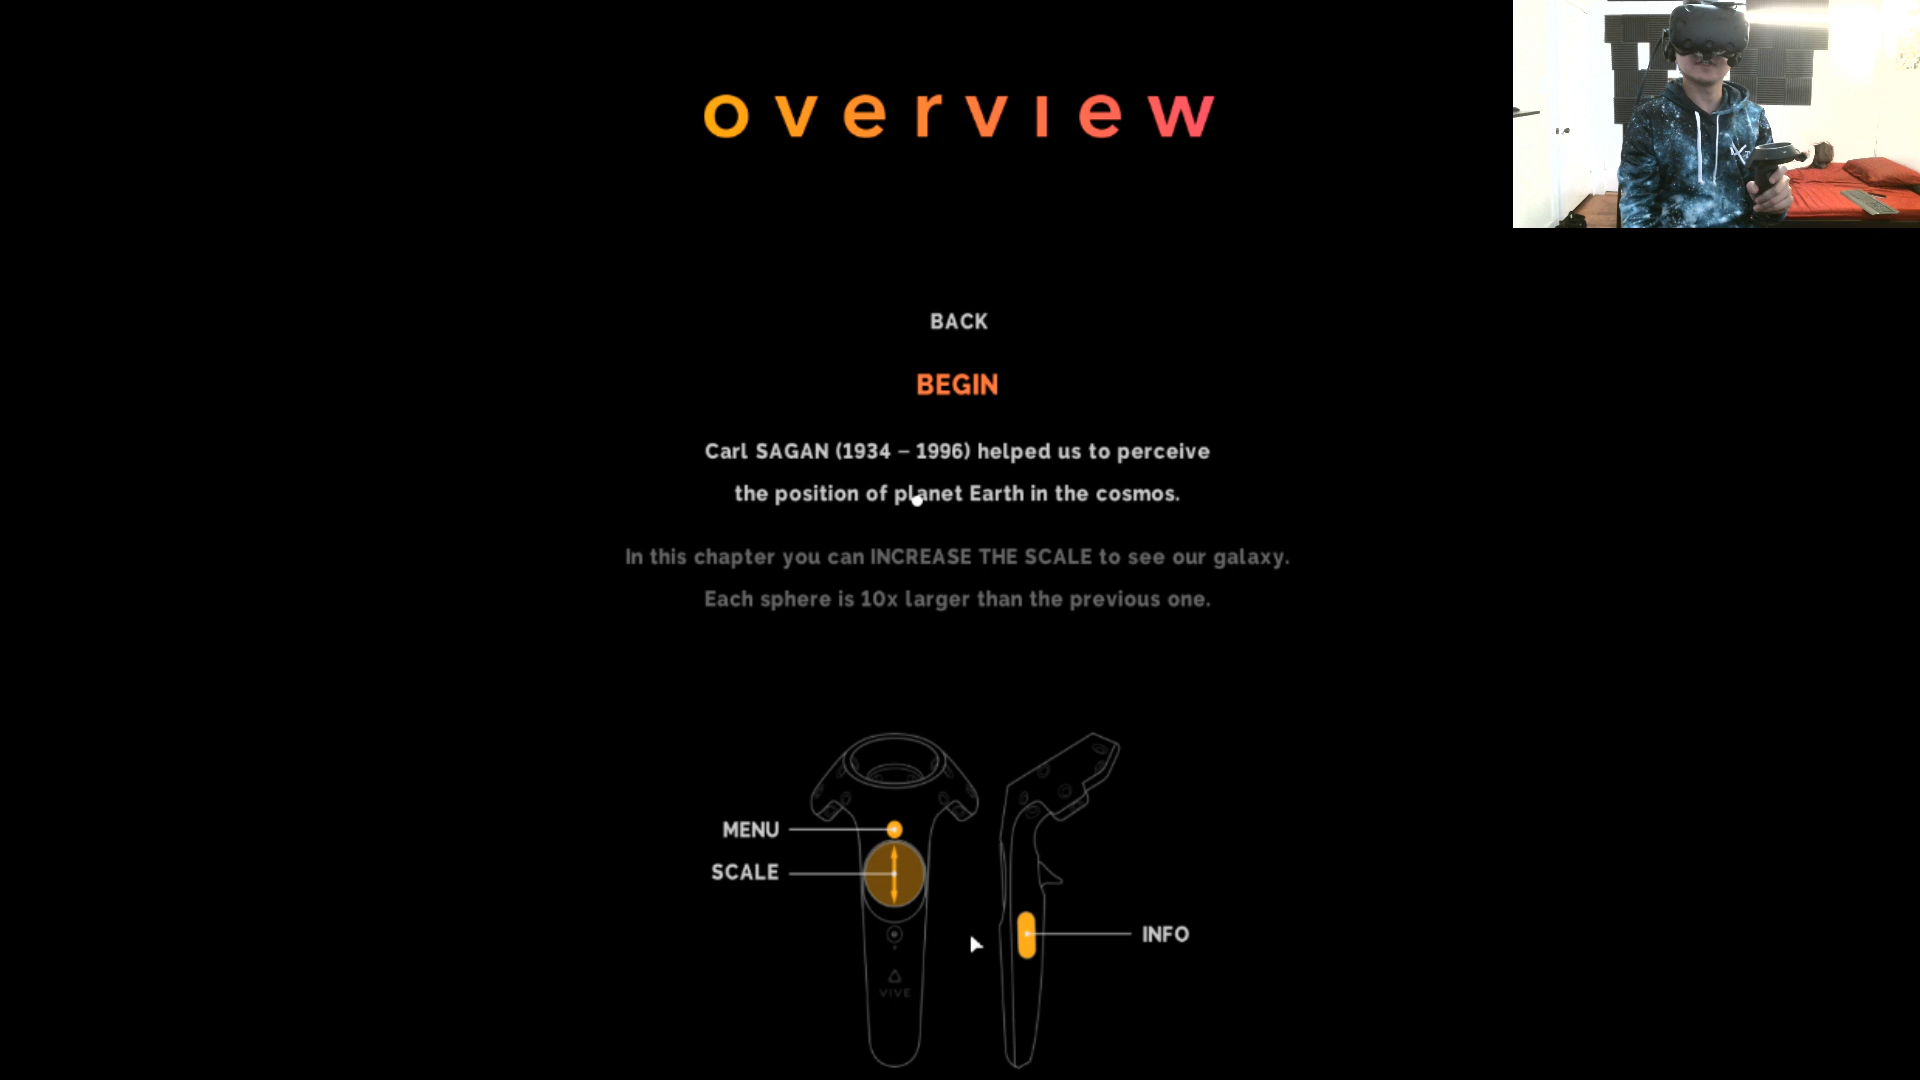 overview
BACK
BEGIN
Carl SAGAN (1934 – 1996) helped us to perceive
the position of planet Earth in the cosmos.
In this chapter you can INCREASE THE SCALE to see our galaxy.
Each sphere is 10x larger than the previous one.
MENU
SCALE
INFO
VIVE